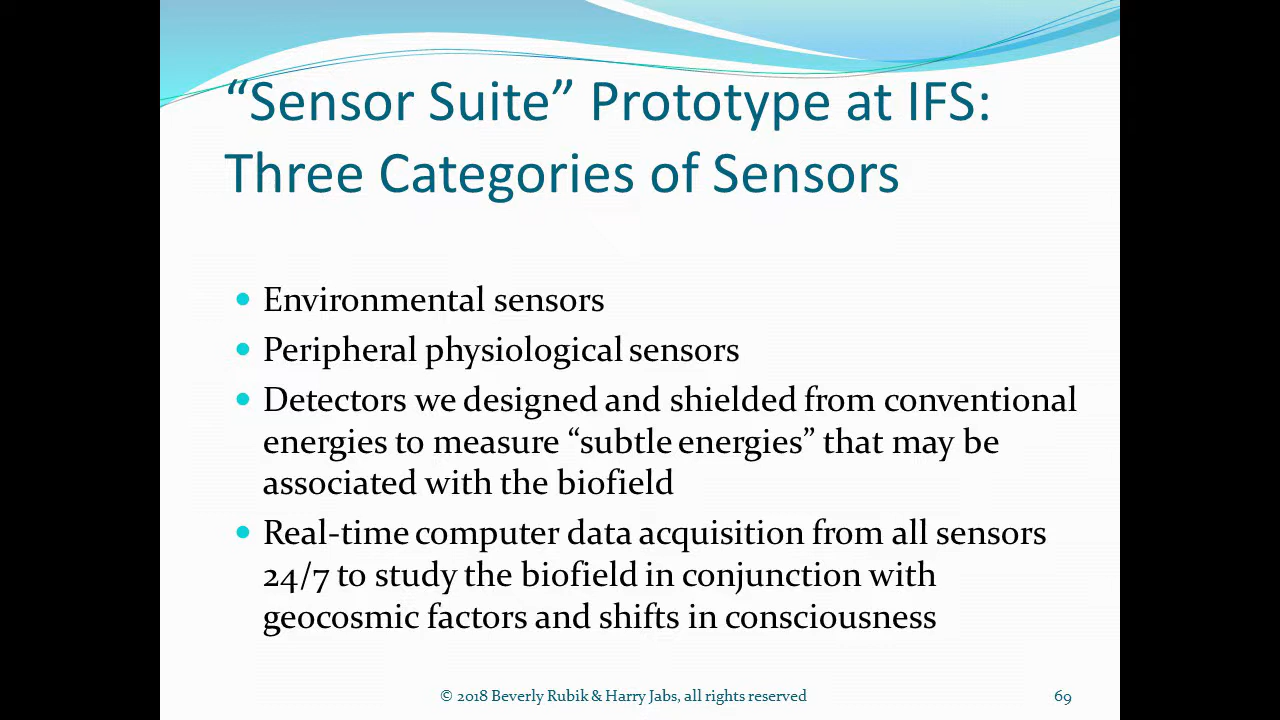 “Sensor Suite” Prototype at IFS:
Three Categories of Sensors
Environmental sensors
Peripheral physiological sensors
Detectors we designed and shielded from conventional
energies to measure “subtle energies” that may be
associated with the biofield
Real-time computer data acquisition from all sensors
24/7 to study the biofield in conjunction with
geocosmic factors and shifts in consciousness
© 2018 Beverly Rubik & Harry Jabs, all rights reserved
69